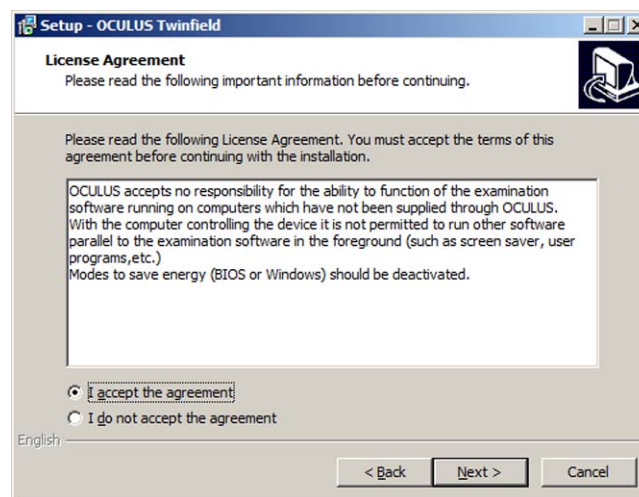 Setup - OCULUS Twinfield
License Agreement
Please read the following important information before continuing.
Please read the following License Agreement. You must accept the terms of this
agreement before continuing with the installation.
OCULUS accepts no responsibility for the ability to function of the examination
software running on computers which have not been supplied through OCULUS.
With the computer controlling the device it is not permitted to run other software
parallel to the examination software in the foreground (such as screen saver, user
programs,etc.)
Modes to save energy (BIOS or Windows) should be deactivated.
I accept the agreement
I do not accept the agreement
English
< Back
Next >
Cancel